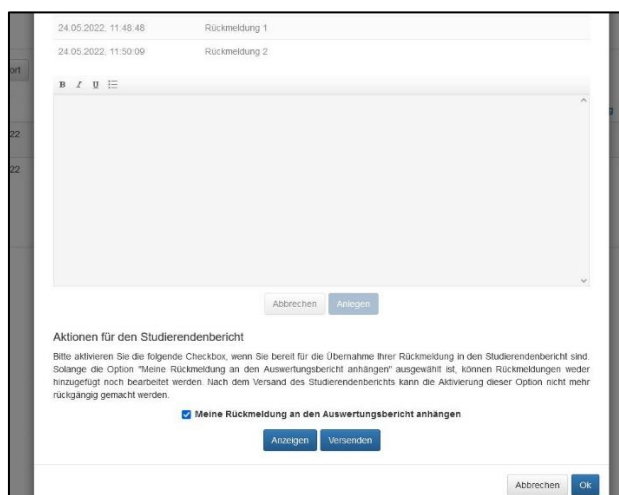 24.05.2022, 11:48:48 Rückmeldung 1
24.05.2022, 11:50:09 Rückmeldung 2
ort
B I U
g
22
22
Abbrechen Anlegen
Aktionen für den Studierendenbericht
Bitte aktivieren Sie die folgende Checkbox, wenn Sie bereit für die Übernahme Ihrer Rückmeldung in den Studierendenbericht sind.
Solange die Option "Meine Rückmeldung an den Auswertungsbericht anhängen" ausgewählt ist, können Rückmeldungen weder
hinzugefügt noch bearbeitet werden. Nach dem Versand des Studierendenberichts kann die Aktivierung dieser Option nicht mehr
rückgängig gemacht werden.
Meine Rückmeldung an den Auswertungsbericht anhängen
Anzeigen Versenden
Abbrechen Ok